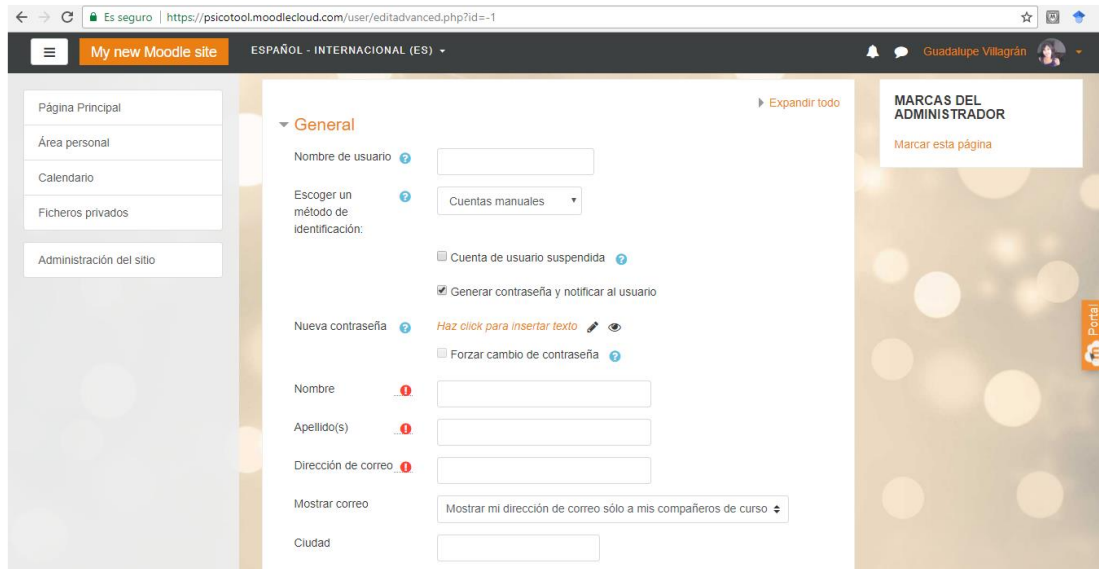 Es seguro | https://psicotool.moodlecloud.com/user/editadvanced.php?id=-1
My new Moodle site
ESPAÑOL - INTERNACIONAL (ES)
Guadalupe Villagrán
Página Principal
Área personal
Calendario
Ficheros privados
Administración del sitio
Expandir todo
General
Nombre de usuario
Escoger un
método de
identificación:
Cuentas manuales
Cuenta de usuario suspendida
Generar contraseña y notificar al usuario
Nueva contraseña
Haz click para insertar texto
Forzar cambio de contraseña
Nombre
Apellido(s)
Dirección de correo
Mostrar correo
Mostrar mi dirección de correo sólo a mis compañeros de curso
Ciudad
MARCAS DEL
ADMINISTRADOR
Marcar esta página
Portal